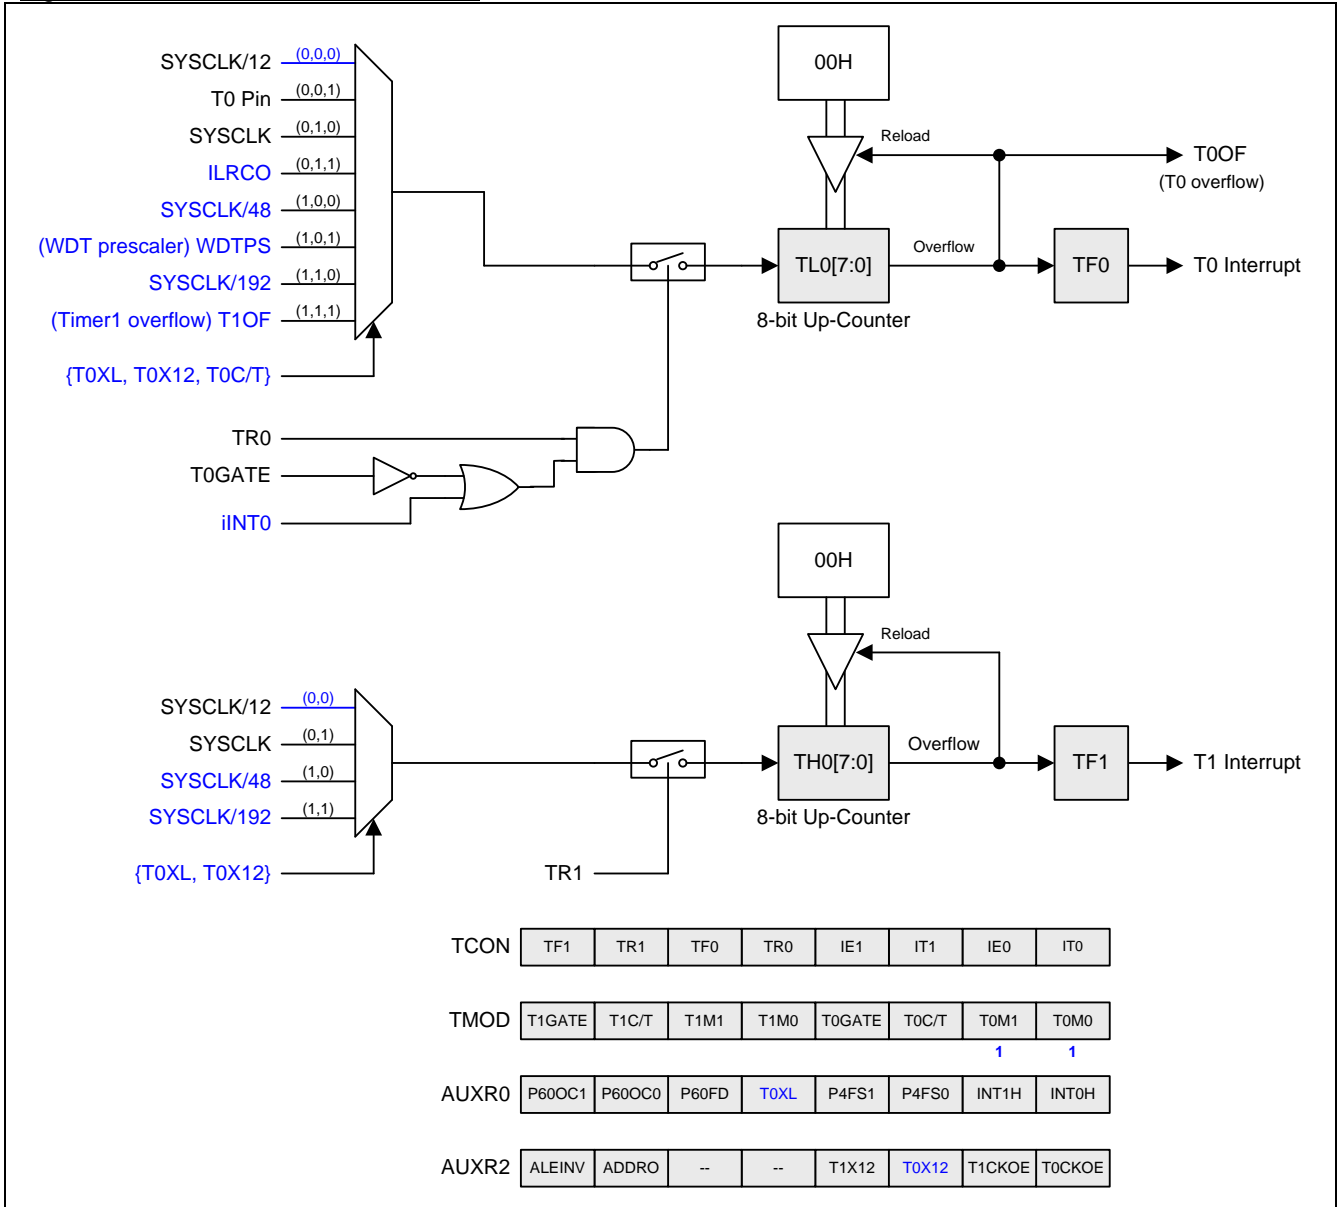 SYSCLK/12 (0,0,0)
T0 Pin (0,0,1)
SYSCLK (0,1,0)
ILRCO (0,1,1)
SYSCLK/48 (1,0,0)
(WDT prescaler) WDTPS (1,0,1)
SYSCLK/192 (1,1,0)
(Timer1 overflow) T1OF (1,1,1)
{T0XL, T0X12, T0C/T}
TR0
T0GATE
iINT0
00H
Reload
T0OF
(T0 overflow)
TL0[7:0]
Overflow
TF0
T0 Interrupt
8-bit Up-Counter
00H
Reload
SYSCLK/12 (0,0)
SYSCLK (0,1)
SYSCLK/48 (1,0)
SYSCLK/192 (1,1)
{T0XL, T0X12}
TR1
TH0[7:0]
Overflow
TF1
T1 Interrupt
8-bit Up-Counter
TCON TF1 TR1 TF0 TR0 IE1 IT1 IE0 IT0
TMOD T1GATE T1C/T T1M1 T1M0 T0GATE T0C/T T0M1 T0M0
1 1
AUXR0 P60OC1 P60OC0 P60FD T0XL P4FS1 P4FS0 INT1H INT0H
AUXR2 ALEINV ADDRO -- -- T1X12 T0X12 T1CKOE T0CKOE